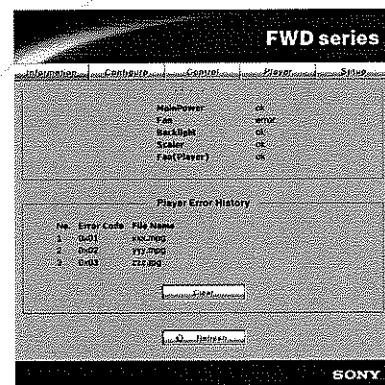 FWD series
Information Configure Control Player Setup
MainPower ok
Fan error
Backlight ok
Scaler ok
Fan(Player) ok
Player Error History
No. Error Code File Name
1 0x01 xxx.mpg
2 0x02 yyy.mpg
3 0x03 zzz.jpg
Clear
Refresh
SONY